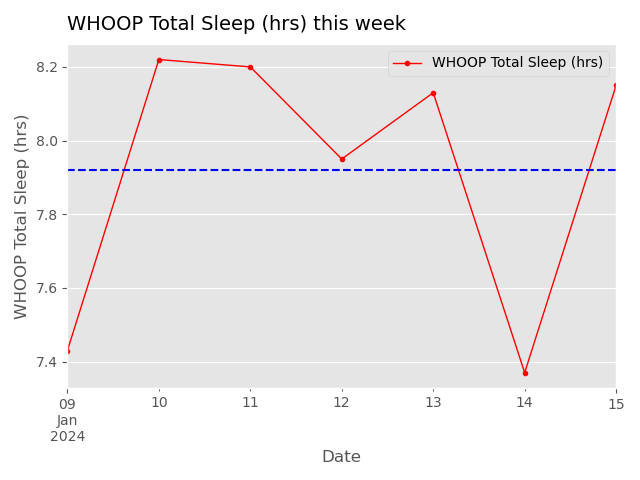 WHOOP Total Sleep (hrs) this week
WHOOP Total Sleep (hrs)
WHOOP Total Sleep (hrs)
8.2
8.0
7.8
7.6
7.4
09 10 11 12 13 14 15
Jan
2024
Date